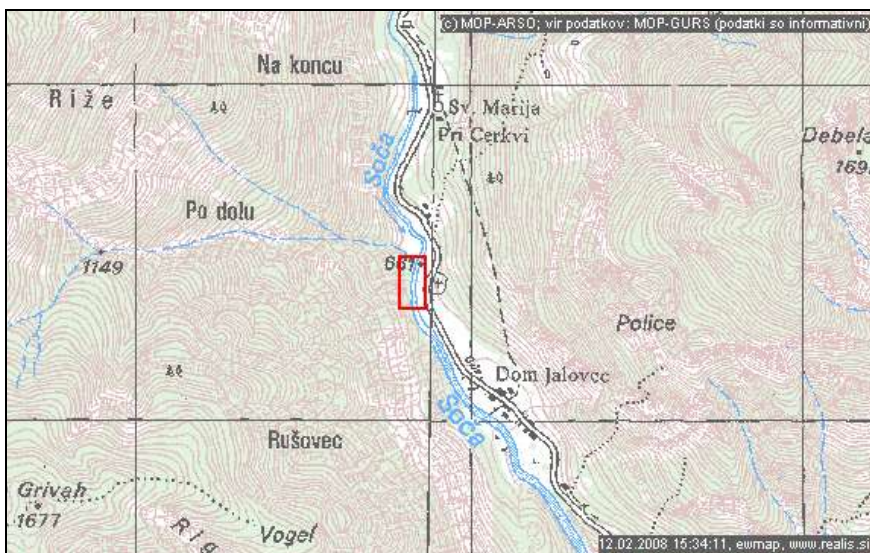 (c) MOP-ARSO; vir podatkov: MOP-GURS (podatki so informativni)
Na koncu
Riže
Sv. Marija
Pri Cerkvi
Debela
Soča
Po dolu
1149
Police
Dom Jalovec
Soča
Rušovec
Grivah
1677
Vogel
Rig
12.02.2008 15:34:11, ewmap, www.realis.si